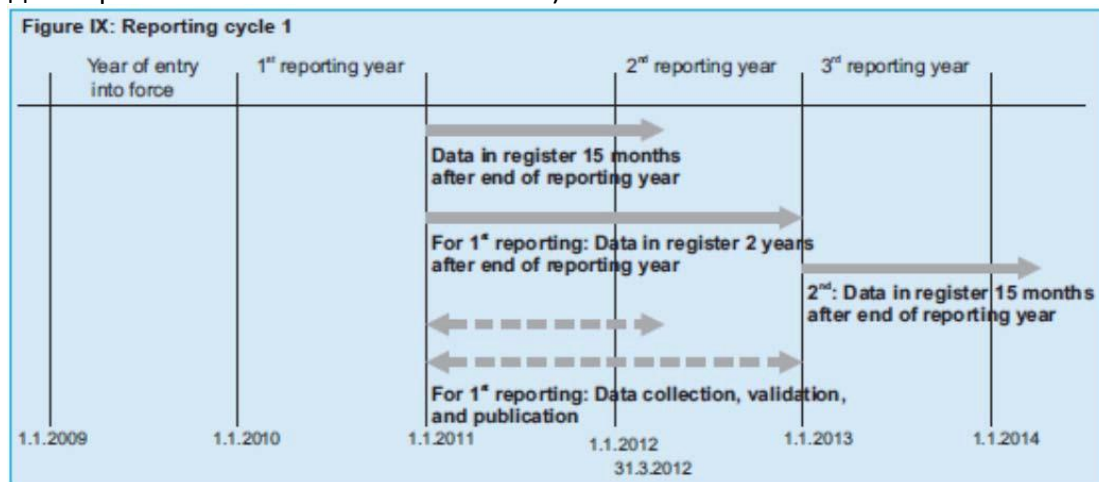 Figure IX: Reporting cycle 1
Year of entry
into force
1st reporting year
2nd reporting year
3rd reporting year
Data in register 15 months
after end of reporting year
For 1st reporting: Data in register 2 years
after end of reporting year
2nd: Data in register 15 months
after end of reporting year
For 1st reporting: Data collection, validation,
and publication
1.1.2009
1.1.2010
1.1.2011
1.1.2012
31.3.2012
1.1.2013
1.1.2014